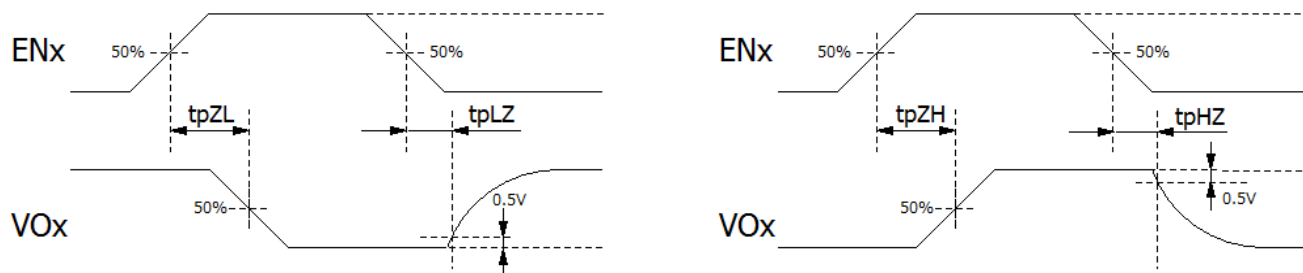 ENx 50% 50% ENx 50% 50%
tpZL tpLZ tpZH tpHZ
VOx 50% 0.5V VOx 50% 0.5V